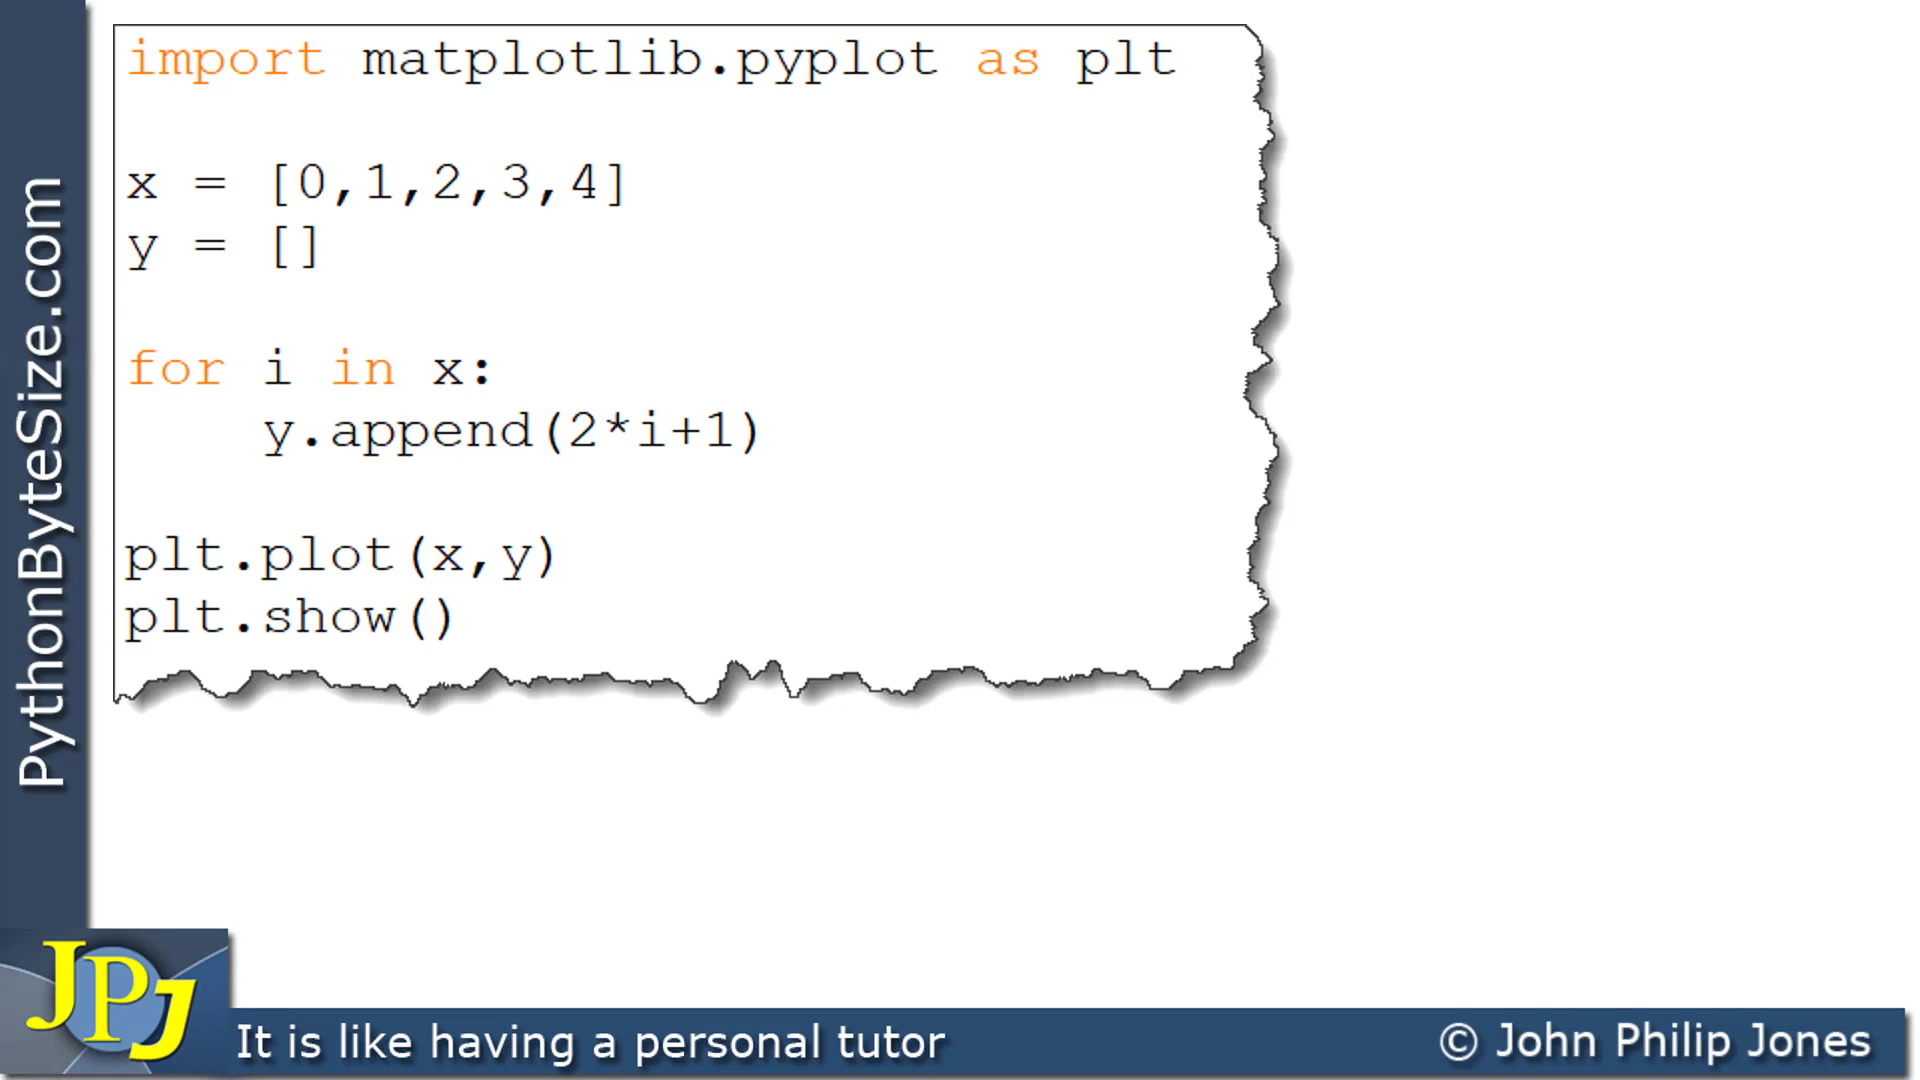 import matplotlib.pyplot as plt
x = [0,1,2,3,4]
y = []
for i in x:
    y.append(2*i+1)
plt.plot(x,y)
plt.show()
PythonByteSize.com
JPJ
It is like having a personal tutor
© John Philip Jones